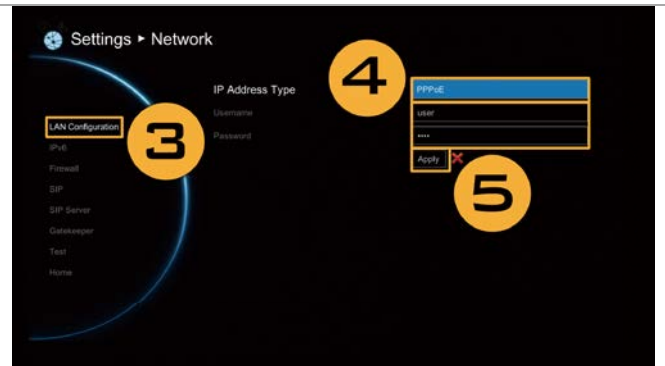 Settings ▸ Network
IP Address Type
PPPoE
Username
user
Password
....
Apply
LAN Configuration
IPv6
Firewall
SIP
SIP Server
Gatekeeper
Test
Home
3
4
5